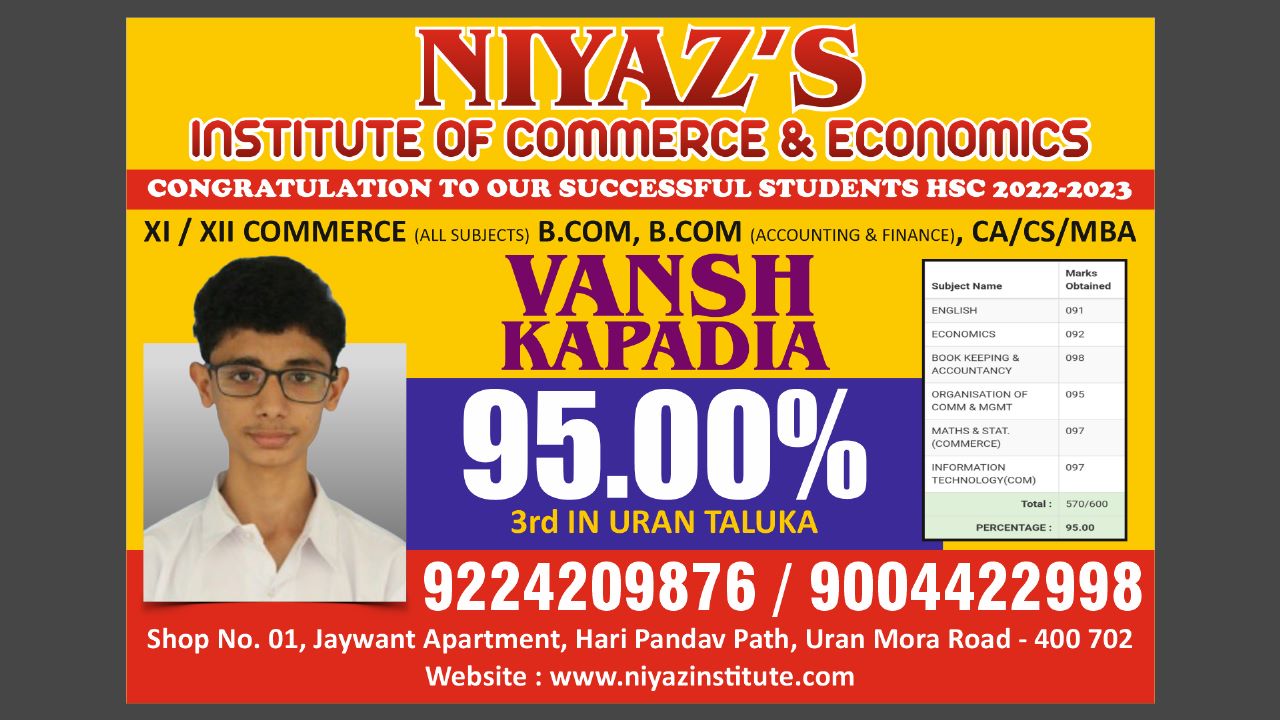 NIYAZ'S
INSTITUTE OF COMMERCE & ECONOMICS
CONGRATULATION TO OUR SUCCESSFUL STUDENTS HSC 2022-2023
XI / XII COMMERCE (ALL SUBJECTS) B.COM, B.COM (ACCOUNTING & FINANCE), CA/CS/MBA
VANSH
KAPADIA
95.00%
3rd IN URAN TALUKA
Subject Name Marks Obtained
ENGLISH 091
ECONOMICS 092
BOOK KEEPING & ACCOUNTANCY 098
ORGANISATION OF COMM & MGMT 095
MATHS & STAT. (COMMERCE) 097
INFORMATION TECHNOLOGY(COM) 097
Total : 570/600
PERCENTAGE : 95.00
9224209876 / 9004422998
Shop No. 01, Jaywant Apartment, Hari Pandav Path, Uran Mora Road - 400 702
Website : www.niyazinstitute.com